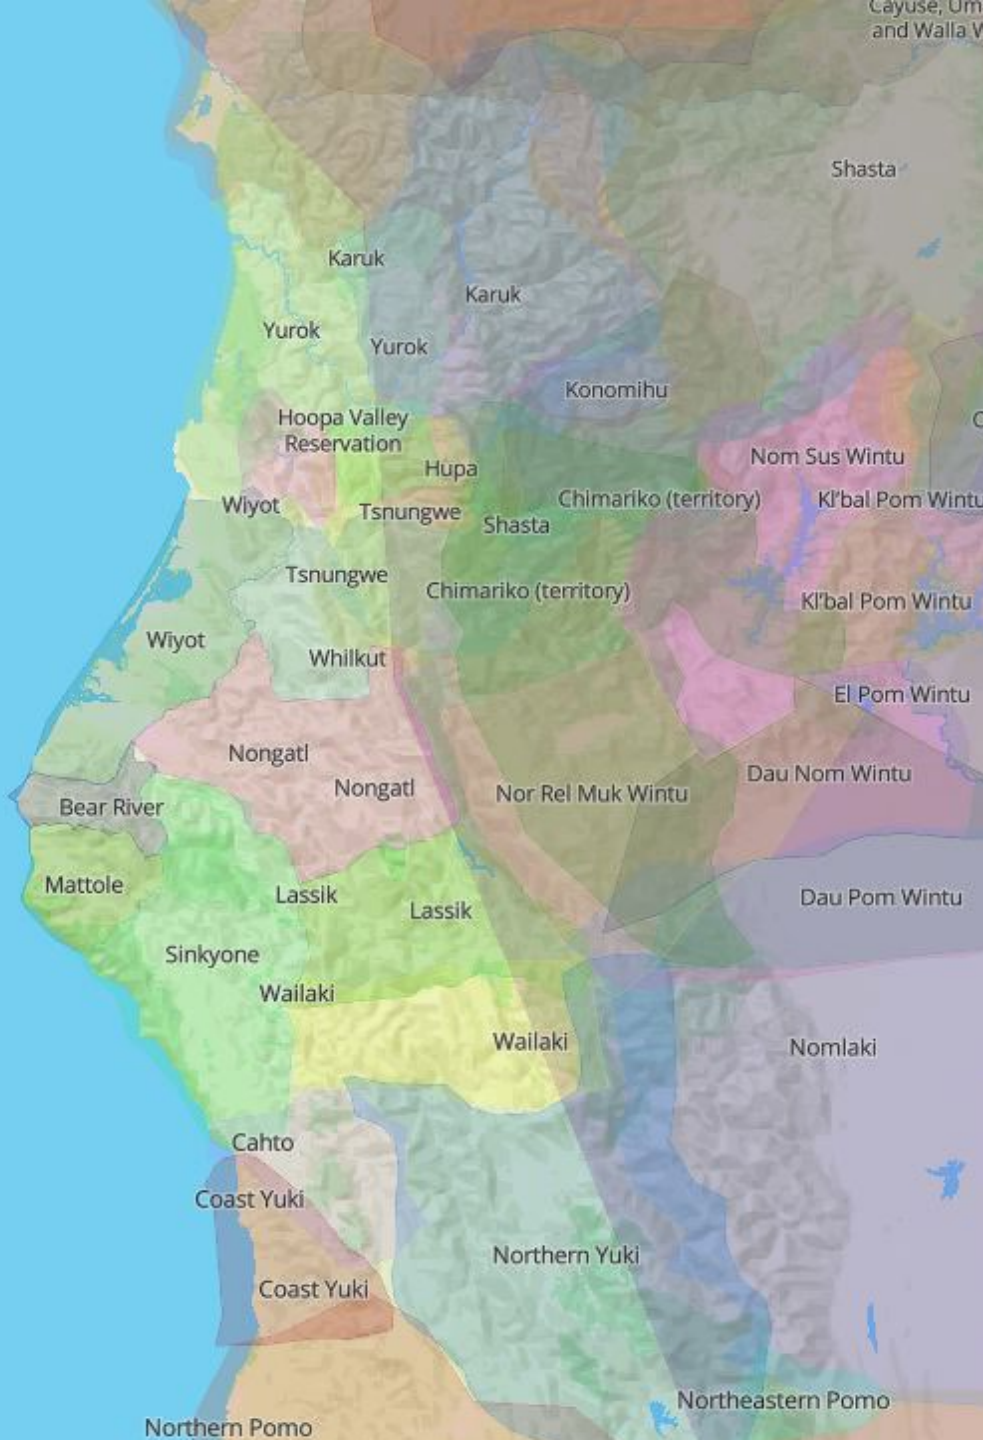 Cayuse, Um
and Walla W
Shasta
Karuk
Karuk
Yurok
Yurok
Konomihu
Hoopa Valley
Reservation
Nom Sus Wintu
Hupa
Kl'bal Pom Wintu
Chimariko (territory)
Wiyot
Tsnungwe
Shasta
Tsnungwe
Chimariko (territory)
Kl'bal Pom Wintu
Wiyot
Whilkut
El Pom Wintu
Nongatl
Dau Nom Wintu
Nongatl
Nor Rel Muk Wintu
Bear River
Mattole
Lassik
Dau Pom Wintu
Lassik
Sinkyone
Wailaki
Wailaki
Nomlaki
Cahto
Coast Yuki
Northern Yuki
Coast Yuki
Northeastern Pomo
Northern Pomo